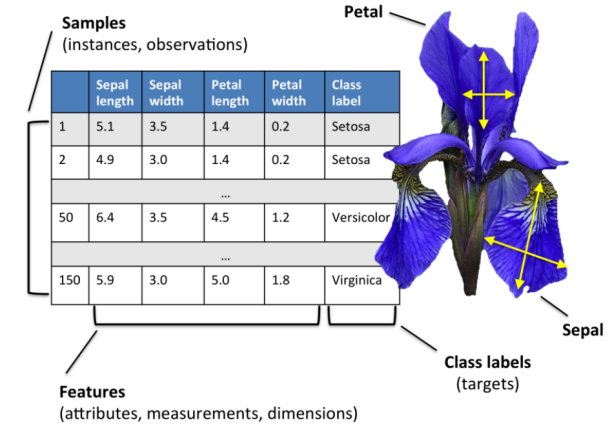 Samples
(instances, observations)
Petal
Sepal length Sepal width Petal length Petal width Class label
1 5.1 3.5 1.4 0.2 Setosa
2 4.9 3.0 1.4 0.2 Setosa
...
50 6.4 3.5 4.5 1.2 Versicolor
...
150 5.9 3.0 5.0 1.8 Virginica
Sepal
Class labels
(targets)
Features
(attributes, measurements, dimensions)